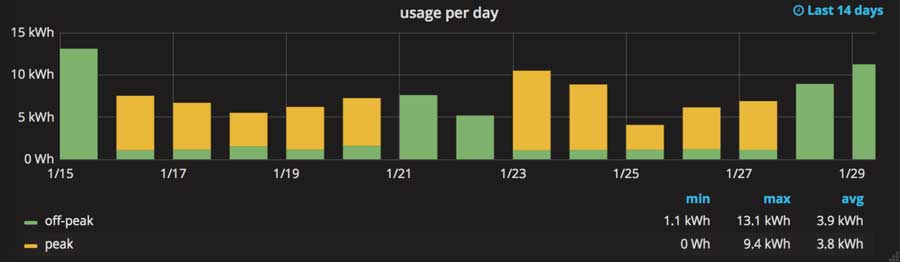 usage per day
Last 14 days
15 kWh
10 kWh
5 kWh
0 Wh
1/15 1/17 1/19 1/21 1/23 1/25 1/27 1/29
min max avg
off-peak 1.1 kWh 13.1 kWh 3.9 kWh
peak 0 Wh 9.4 kWh 3.8 kWh